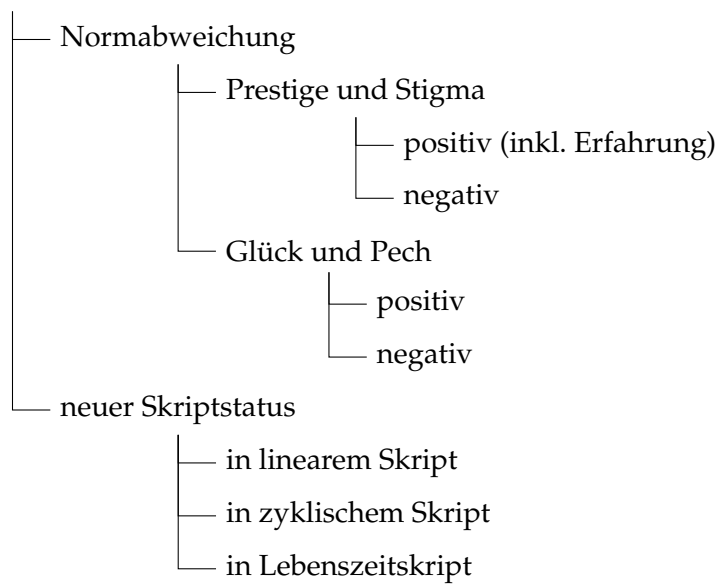 Normabweichung
Prestige und Stigma
positiv (inkl. Erfahrung)
negativ
Glück und Pech
positiv
negativ
neuer Skriptstatus
in linearem Skript
in zyklischem Skript
in Lebenszeitskript